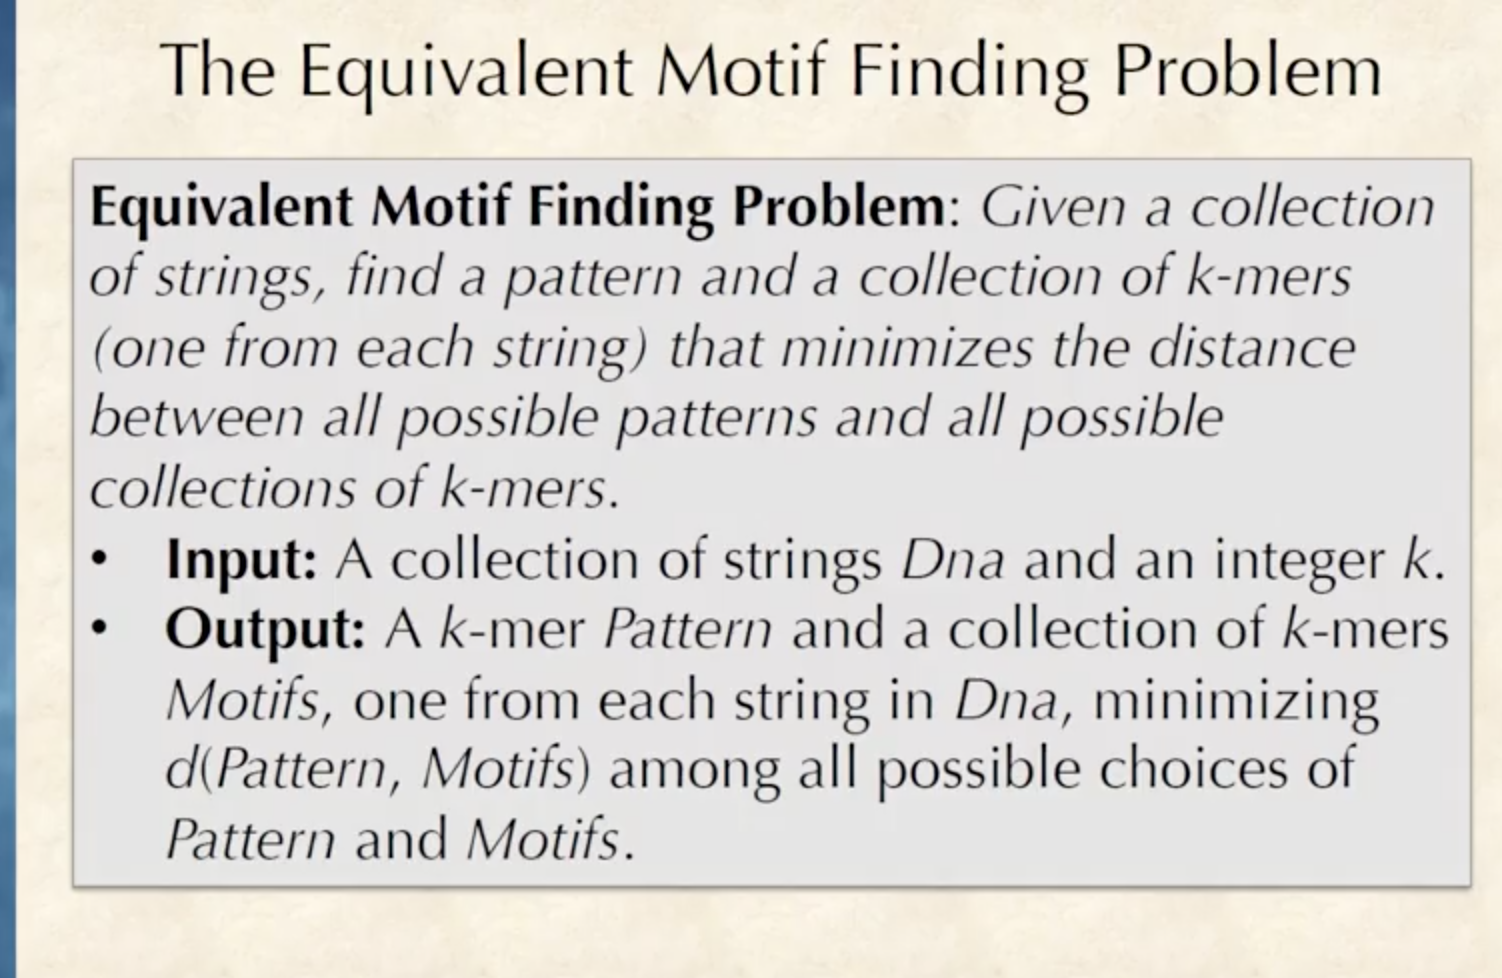 The Equivalent Motif Finding Problem
Equivalent Motif Finding Problem: Given a collection
of strings, find a pattern and a collection of k-mers
(one from each string) that minimizes the distance
between all possible patterns and all possible
collections of k-mers.
• Input: A collection of strings Dna and an integer k.
• Output: A k-mer Pattern and a collection of k-mers
Motifs, one from each string in Dna, minimizing
d(Pattern, Motifs) among all possible choices of
Pattern and Motifs.